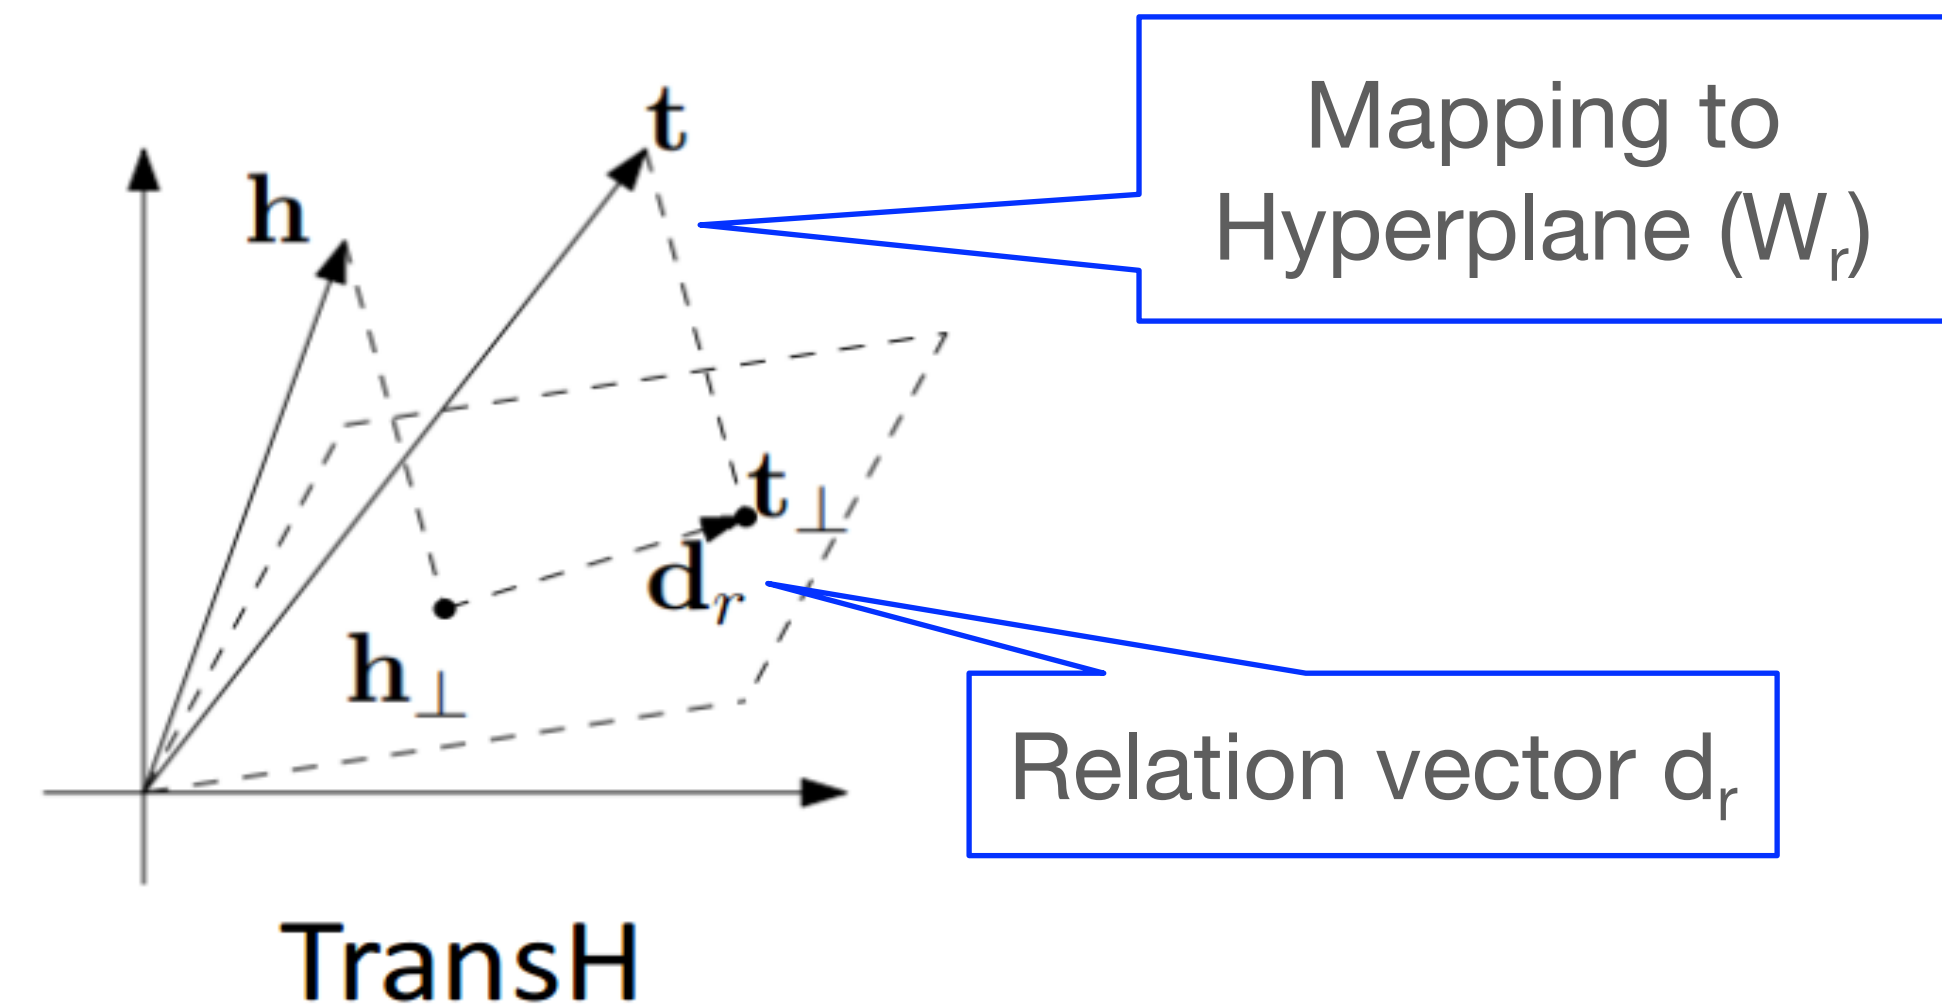 Mapping to
Hyperplane (Wᵣ)
t
h
t⊥
dᵣ
h⊥
Relation vector dᵣ
TransH